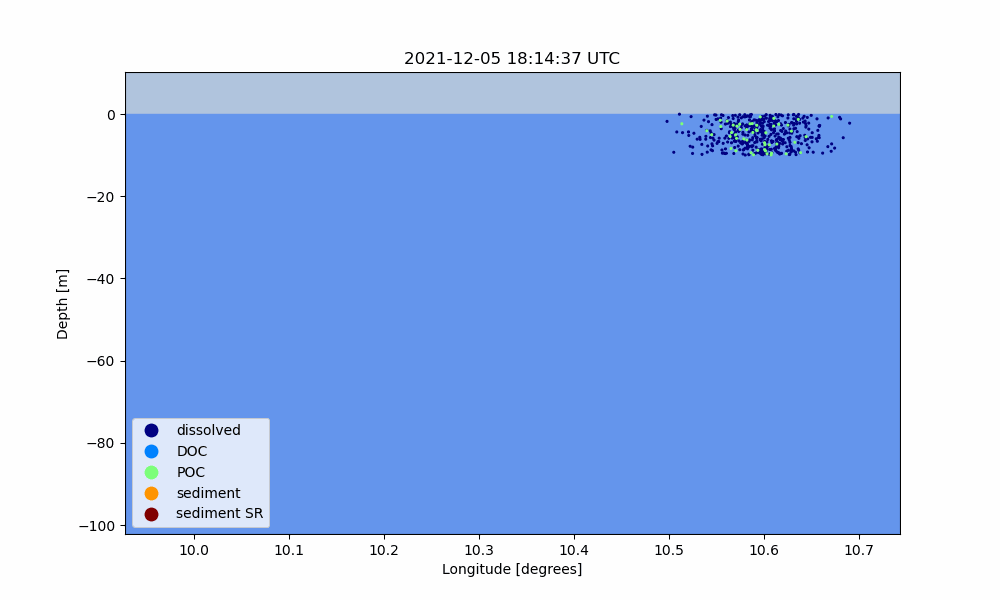 2021-12-05 18:14:37 UTC
0
−20
−40
−60
−80
−100
Depth [m]
dissolved
DOC
POC
sediment
sediment SR
10.0 10.1 10.2 10.3 10.4 10.5 10.6 10.7
Longitude [degrees]